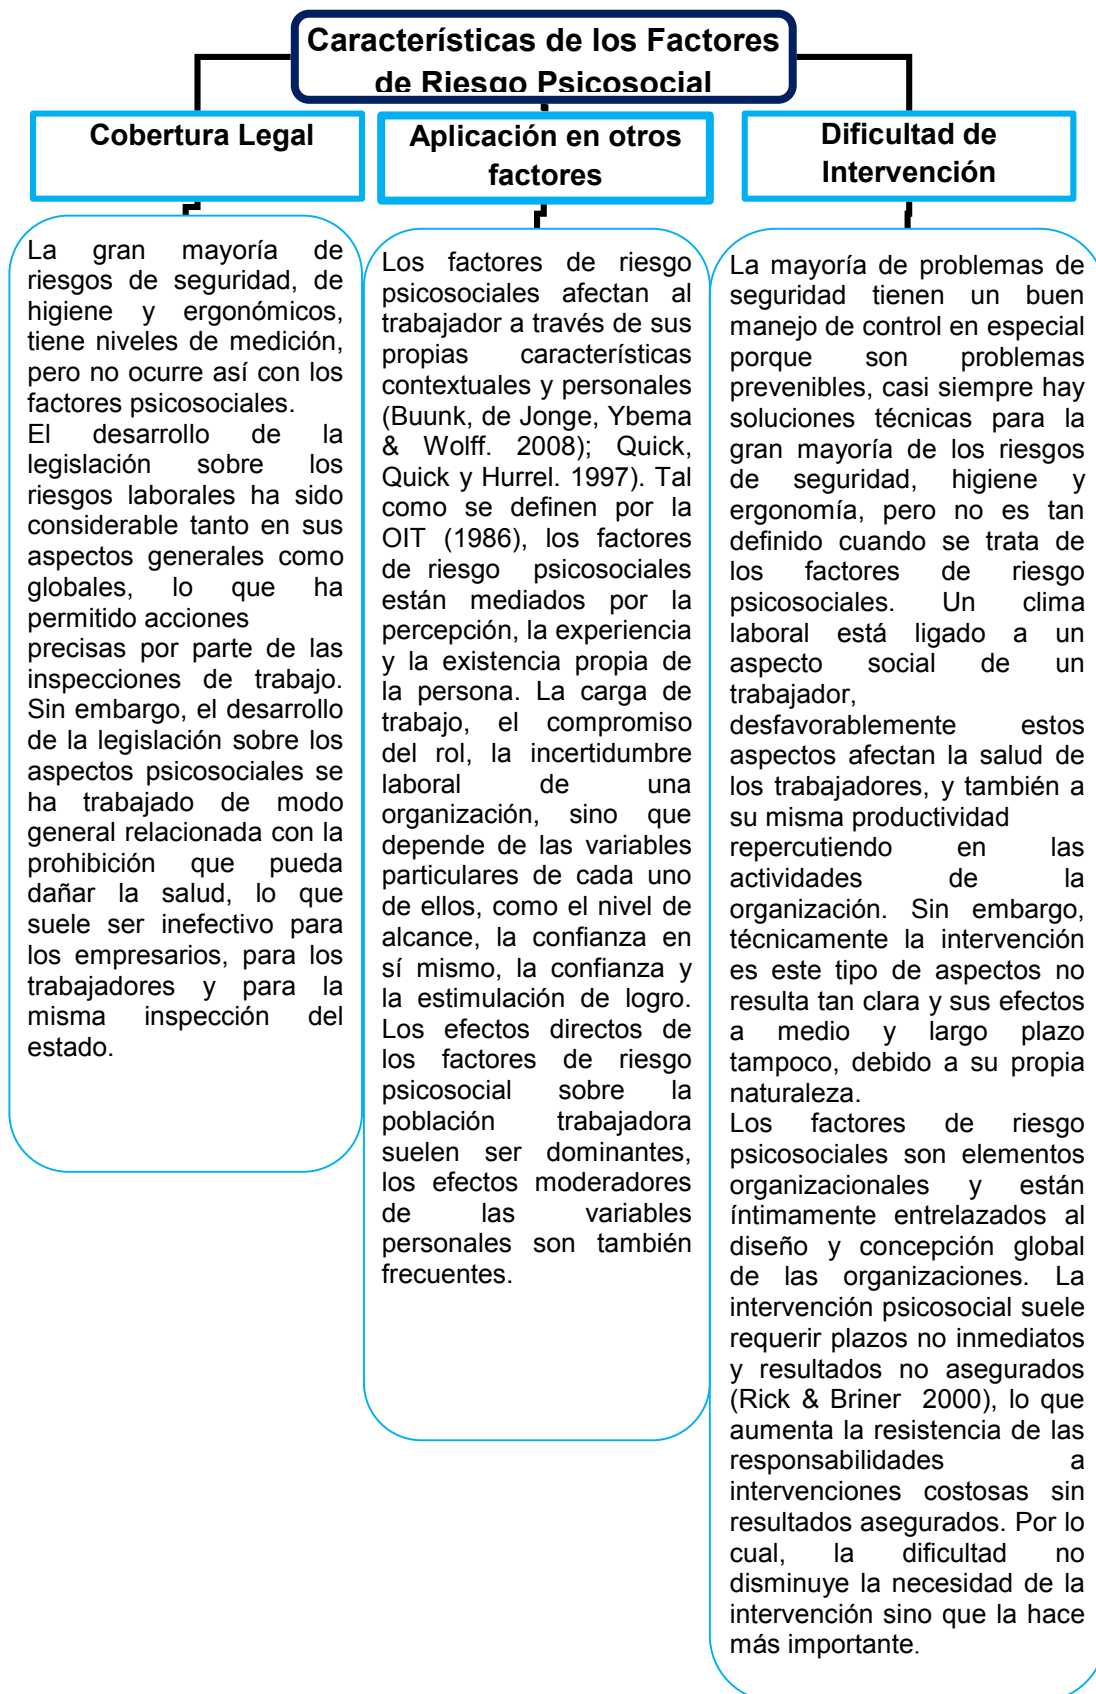 Características de los Factores
de Riesgo Psicosocial
Cobertura Legal
La gran mayoría de
riesgos de seguridad, de
higiene y ergonómicos,
tiene niveles de medición,
pero no ocurre así con los
factores psicosociales.
El desarrollo de la
legislación sobre los
riesgos laborales ha sido
considerable tanto en sus
aspectos generales como
globales, lo que ha
permitido acciones
precisas por parte de las
inspecciones de trabajo.
Sin embargo, el desarrollo
de la legislación sobre los
aspectos psicosociales se
ha trabajado de modo
general relacionada con la
prohibición que pueda
dañar la salud, lo que
suele ser inefectivo para
los empresarios, para los
trabajadores y para la
misma inspección del
estado.
Aplicación en otros
factores
Los factores de riesgo
psicosociales afectan al
trabajador a través de sus
propias características
contextuales y personales
(Buunk, de Jonge, Ybema
& Wolff. 2008); Quick,
Quick y Hurrel. 1997). Tal
como se definen por la
OIT (1986), los factores
de riesgo psicosociales
están mediados por la
percepción, la experiencia
y la existencia propia de
la persona. La carga de
trabajo, el compromiso
del rol, la incertidumbre
laboral de una
organización, sino que
depende de las variables
particulares de cada uno
de ellos, como el nivel de
alcance, la confianza en
sí mismo, la confianza y
la estimulación de logro.
Los efectos directos de
los factores de riesgo
psicosocial sobre la
población trabajadora
suelen ser dominantes,
los efectos moderadores
de las variables
personales son también
frecuentes.
Dificultad de
Intervención
La mayoría de problemas de
seguridad tienen un buen
manejo de control en especial
porque son problemas
prevenibles, casi siempre hay
soluciones técnicas para la
gran mayoría de los riesgos
de seguridad, higiene y
ergonomía, pero no es tan
definido cuando se trata de
los factores de riesgo
psicosociales. Un clima
laboral está ligado a un
aspecto social de un
trabajador,
desfavorablemente estos
aspectos afectan la salud de
los trabajadores, y también a
su misma productividad
repercutiendo en las
actividades de la
organización. Sin embargo,
técnicamente la intervención
es este tipo de aspectos no
resulta tan clara y sus efectos
a medio y largo plazo
tampoco, debido a su propia
naturaleza.
Los factores de riesgo
psicosociales son elementos
organizacionales y están
íntimamente entrelazados al
diseño y concepción global
de las organizaciones. La
intervención psicosocial suele
requerir plazos no inmediatos
y resultados no asegurados
(Rick & Briner 2000), lo que
aumenta la resistencia de las
responsabilidades a
intervenciones costosas sin
resultados asegurados. Por lo
cual, la dificultad no
disminuye la necesidad de la
intervención sino que la hace
más importante.